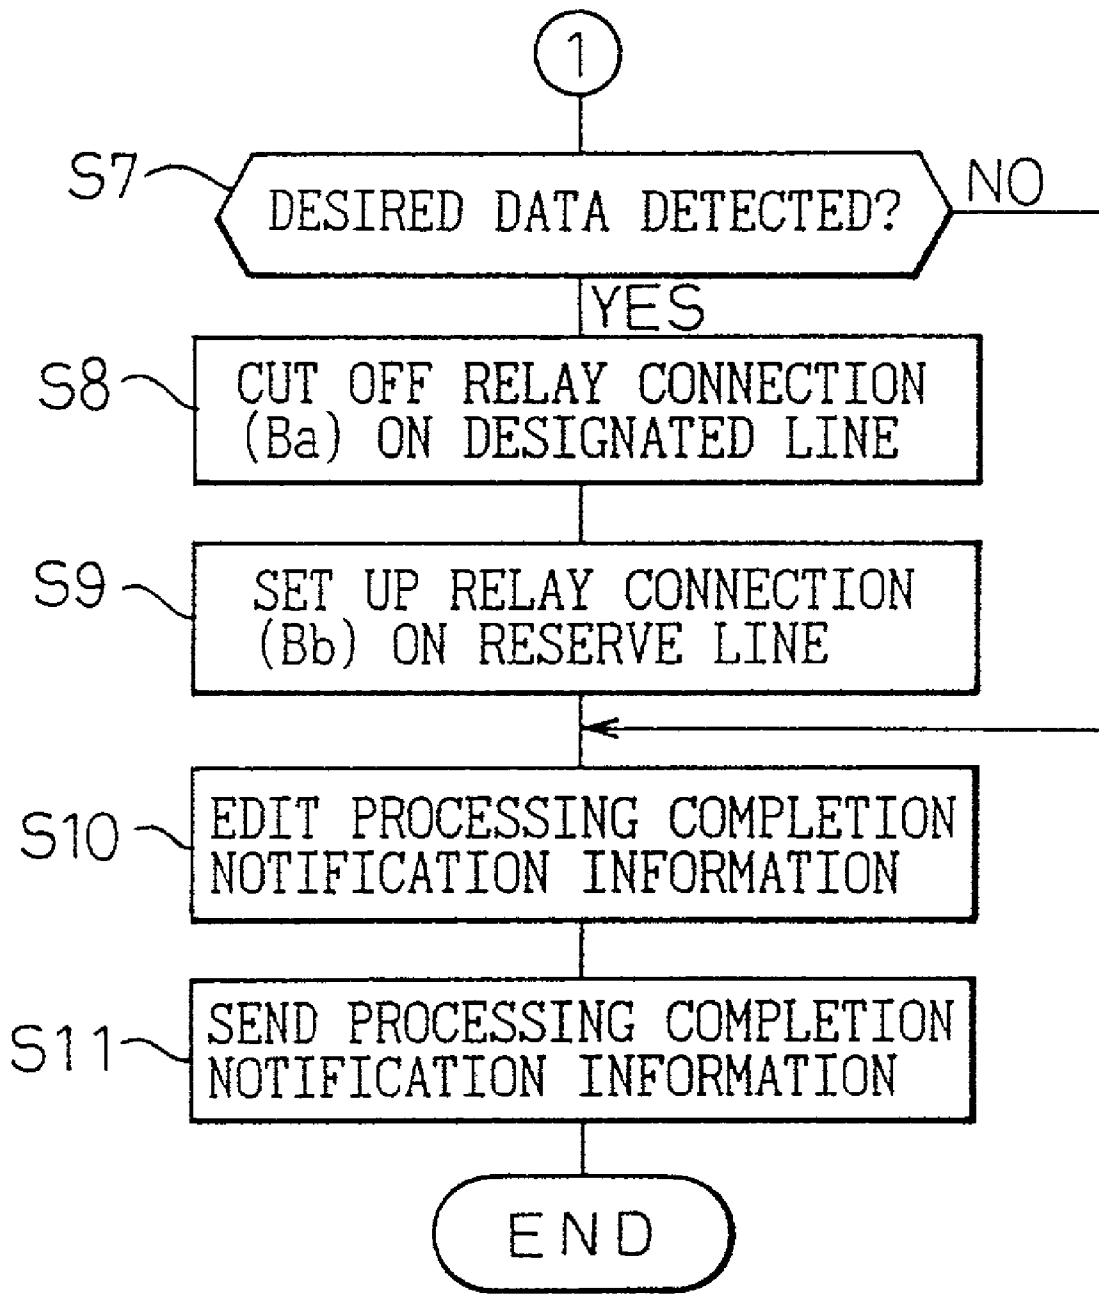 1
S7
DESIRED DATA DETECTED?
NO
YES
S8
CUT OFF RELAY CONNECTION
(Ba) ON DESIGNATED LINE
S9
SET UP RELAY CONNECTION
(Bb) ON RESERVE LINE
S10
EDIT PROCESSING COMPLETION
NOTIFICATION INFORMATION
S11
SEND PROCESSING COMPLETION
NOTIFICATION INFORMATION
END